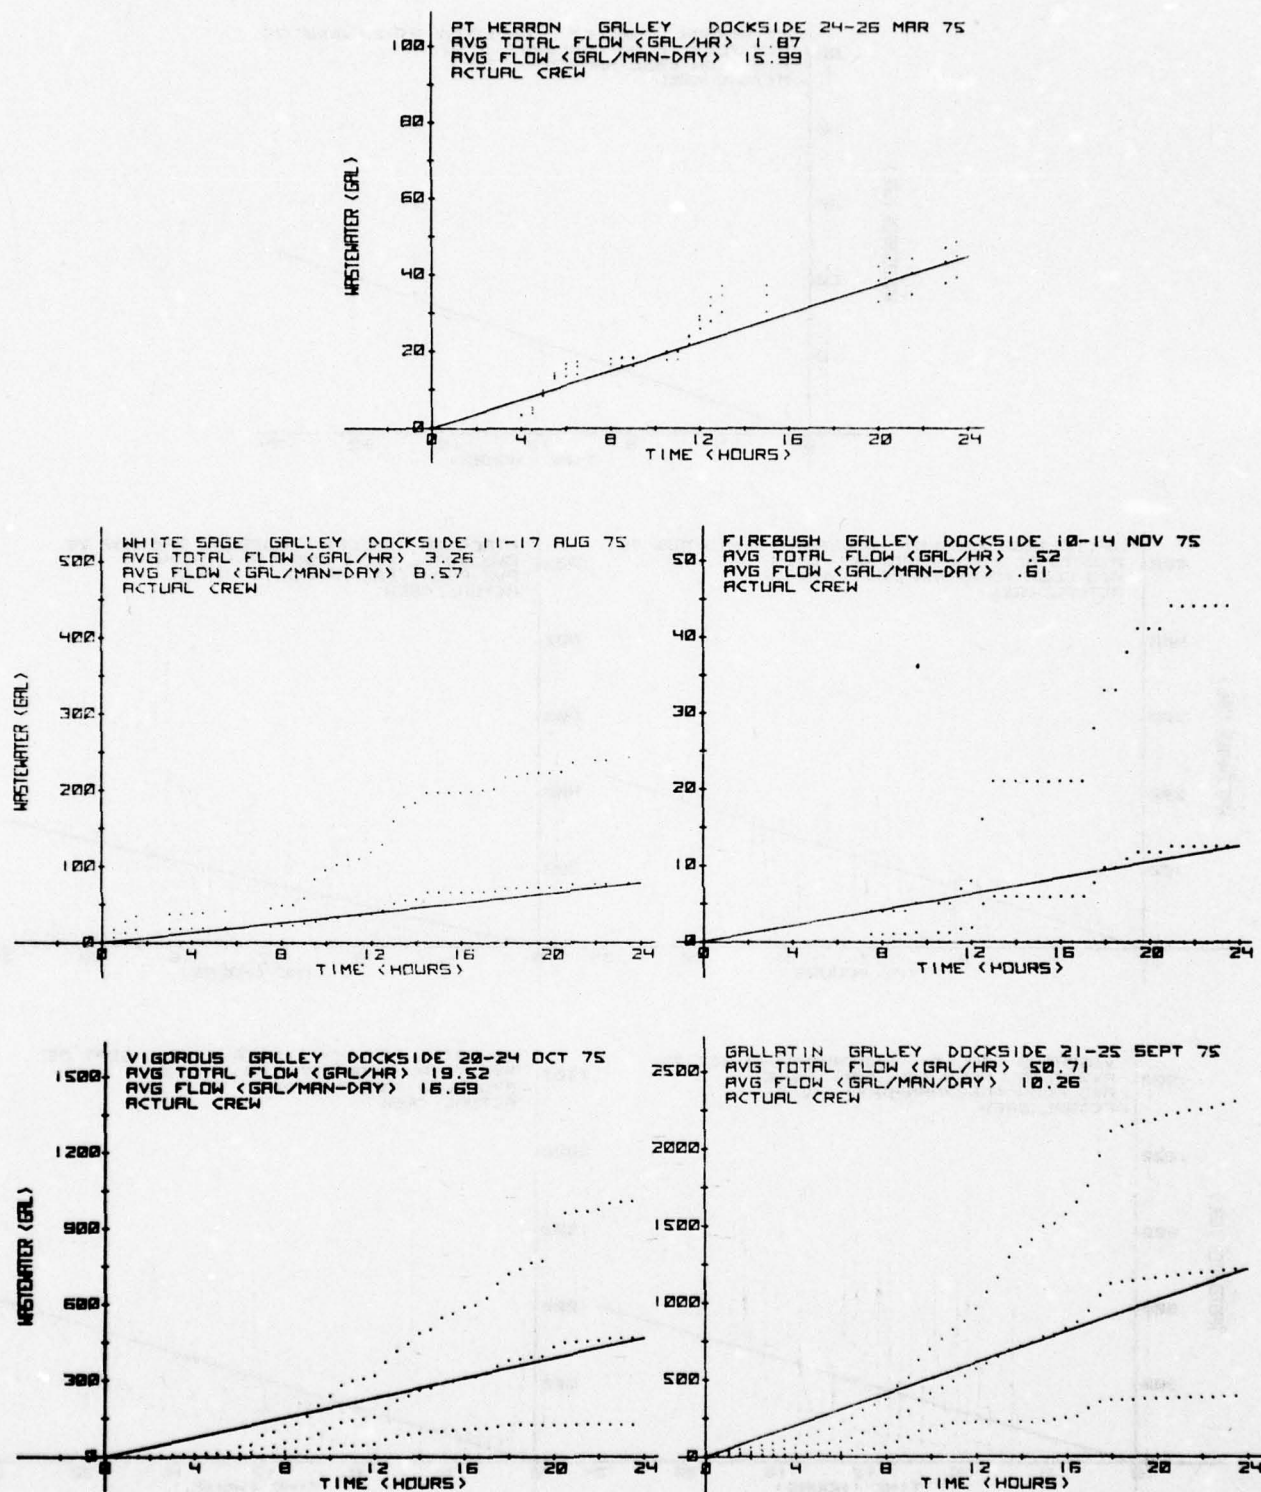 PT HERRON GALLEY DOCKSIDE 24-26 MAR 75
AVG TOTAL FLOW <GAL/HR> 1.87
AVG FLOW <GAL/MAN-DAY> 15.99
ACTUAL CREW
100
80
60
40
20
0
WASTEWATER <GAL>
0 4 8 12 16 20 24
TIME <HOURS>
WHITE SAGE GALLEY DOCKSIDE 11-17 AUG 75
AVG TOTAL FLOW <GAL/HR> 3.26
AVG FLOW <GAL/MAN-DAY> 8.57
ACTUAL CREW
500
400
300
200
100
0
WASTEWATER <GAL>
0 4 8 12 16 20 24
TIME <HOURS>
FIREBUSH GALLEY DOCKSIDE 10-14 NOV 75
AVG TOTAL FLOW <GAL/HR> .52
AVG FLOW <GAL/MAN-DAY> .61
ACTUAL CREW
50
40
30
20
10
0
0 4 8 12 16 20 24
TIME <HOURS>
VIGOROUS GALLEY DOCKSIDE 20-24 OCT 75
AVG TOTAL FLOW <GAL/HR> 19.52
AVG FLOW <GAL/MAN-DAY> 16.69
ACTUAL CREW
1500
1200
900
600
300
0
WASTEWATER <GAL>
0 4 8 12 16 20 24
TIME <HOURS>
GALLATIN GALLEY DOCKSIDE 21-25 SEPT 75
AVG TOTAL FLOW <GAL/HR> 50.71
AVG FLOW <GAL/MAN/DAY> 10.26
ACTUAL CREW
2500
2000
1500
1000
500
0
0 4 8 12 16 20 24
TIME <HOURS>